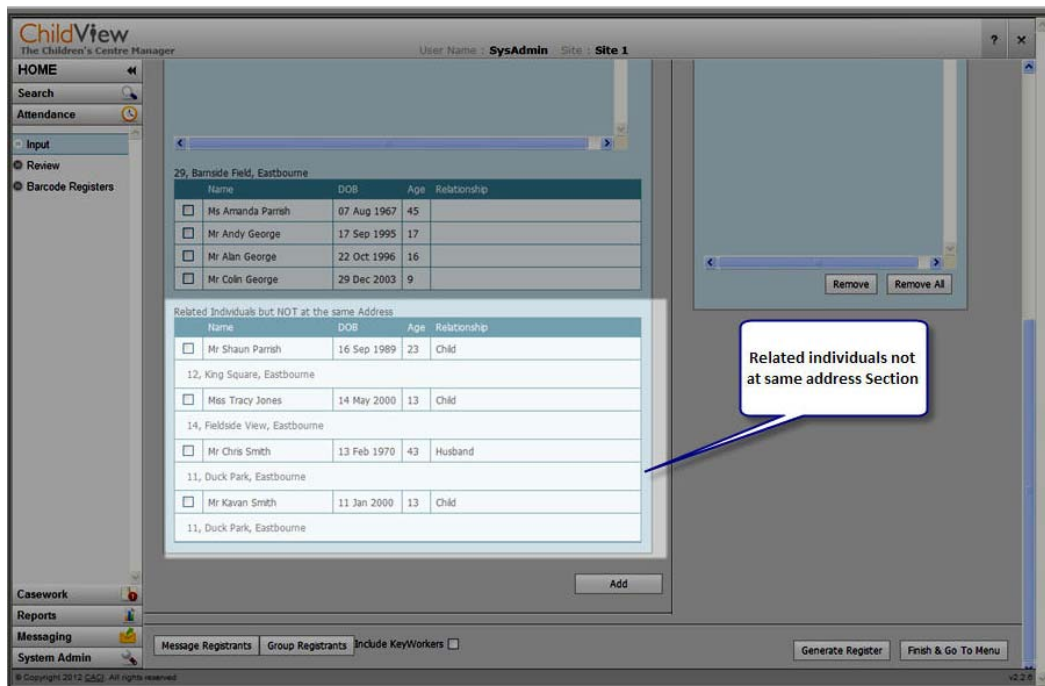 ChildView
The Children's Centre Manager
User Name : SysAdmin Site : Site 1
? ×
HOME
Search
Attendance
Input
Review
Barcode Registers
29, Barnside Field, Eastbourne
Name DOB Age Relationship
Ms Amanda Parrish 07 Aug 1967 45
Mr Andy George 17 Sep 1995 17
Mr Alan George 22 Oct 1996 16
Mr Colin George 29 Dec 2003 9
Remove Remove All
Related Individuals but NOT at the same Address
Name DOB Age Relationship
Mr Shaun Parrish 16 Sep 1989 23 Child
12, King Square, Eastbourne
Miss Tracy Jones 14 May 2000 13 Child
14, Fieldside View, Eastbourne
Mr Chris Smith 13 Feb 1970 43 Husband
11, Duck Park, Eastbourne
Mr Kavan Smith 11 Jan 2000 13 Child
11, Duck Park, Eastbourne
Related individuals not
at same address Section
Add
Casework
Reports
Messaging
System Admin
Message Registrants Group Registrants Include KeyWorkers
Generate Register Finish & Go To Menu
© Copyright 2012 CACI. All rights reserved
v2.2.6